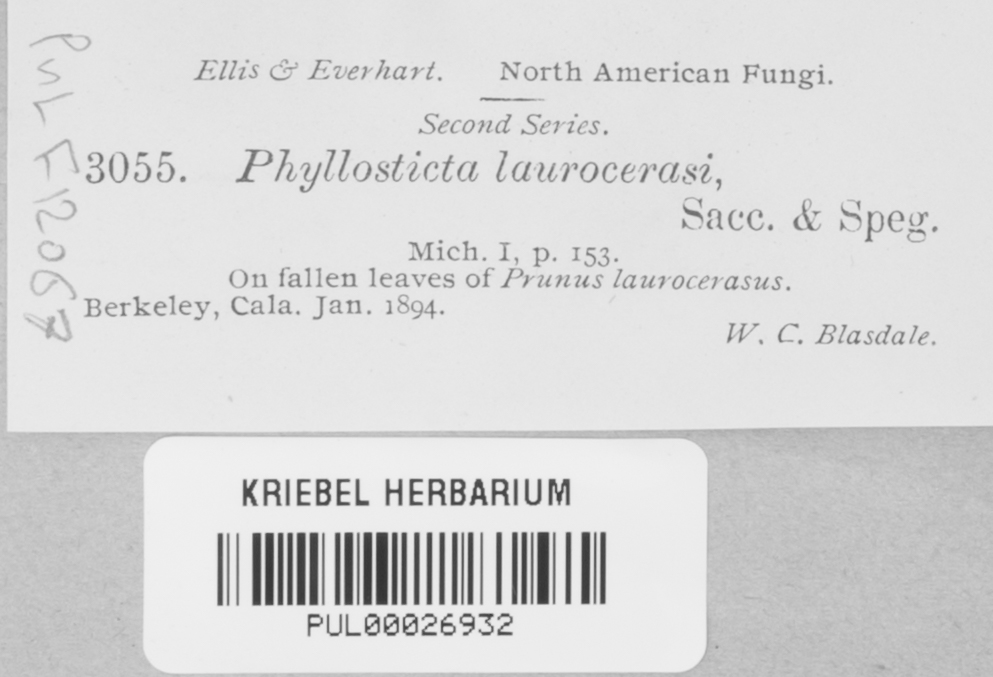 Ellis & Everhart. North American Fungi.
Second Series.
3055. Phyllosticta laurocerasi,
Sacc. & Speg.
Mich. I, p. 153.
On fallen leaves of Prunus laurocerasus.
Berkeley, Cala. Jan. 1894.
W. C. Blasdale.
PUL F12067
KRIEBEL HERBARIUM
PUL00026932